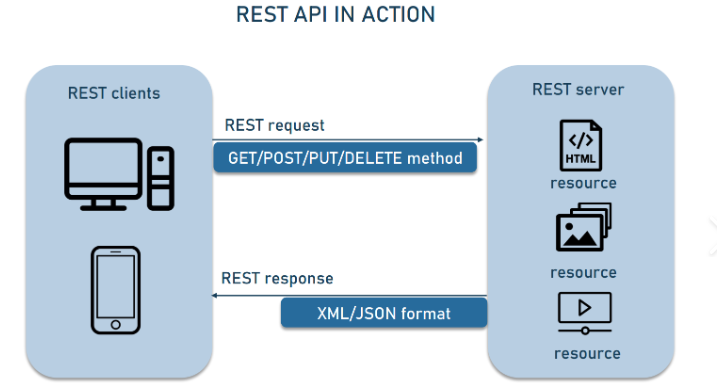 REST API IN ACTION
REST clients
REST server
REST request
GET/POST/PUT/DELETE method
</>
HTML
resource
resource
REST response
XML/JSON format
resource